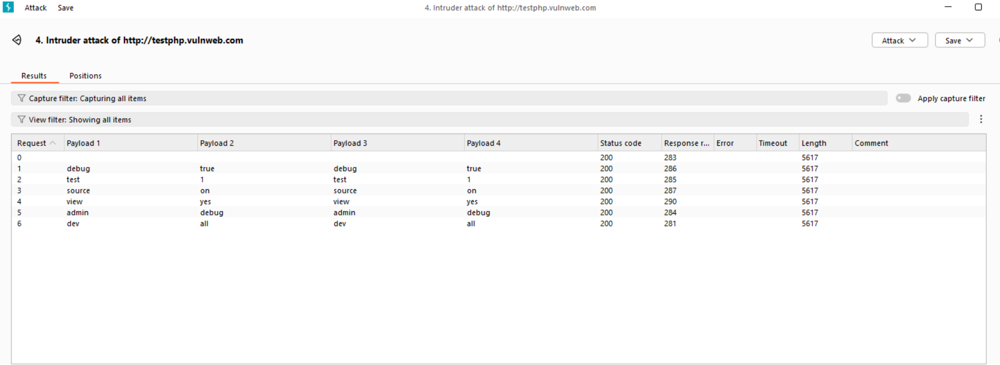 Attack Save 4. Intruder attack of http://testphp.vulnweb.com
4. Intruder attack of http://testphp.vulnweb.com Attack Save
Results Positions
Capture filter: Capturing all items Apply capture filter
View filter: Showing all items
Request Payload 1 Payload 2 Payload 3 Payload 4 Status code Response r... Error Timeout Length Comment
0 200 283 5617
1 debug true debug true 200 286 5617
2 test 1 test 1 200 285 5617
3 source on source on 200 287 5617
4 view yes view yes 200 290 5617
5 admin debug admin debug 200 284 5617
6 dev all dev all 200 281 5617